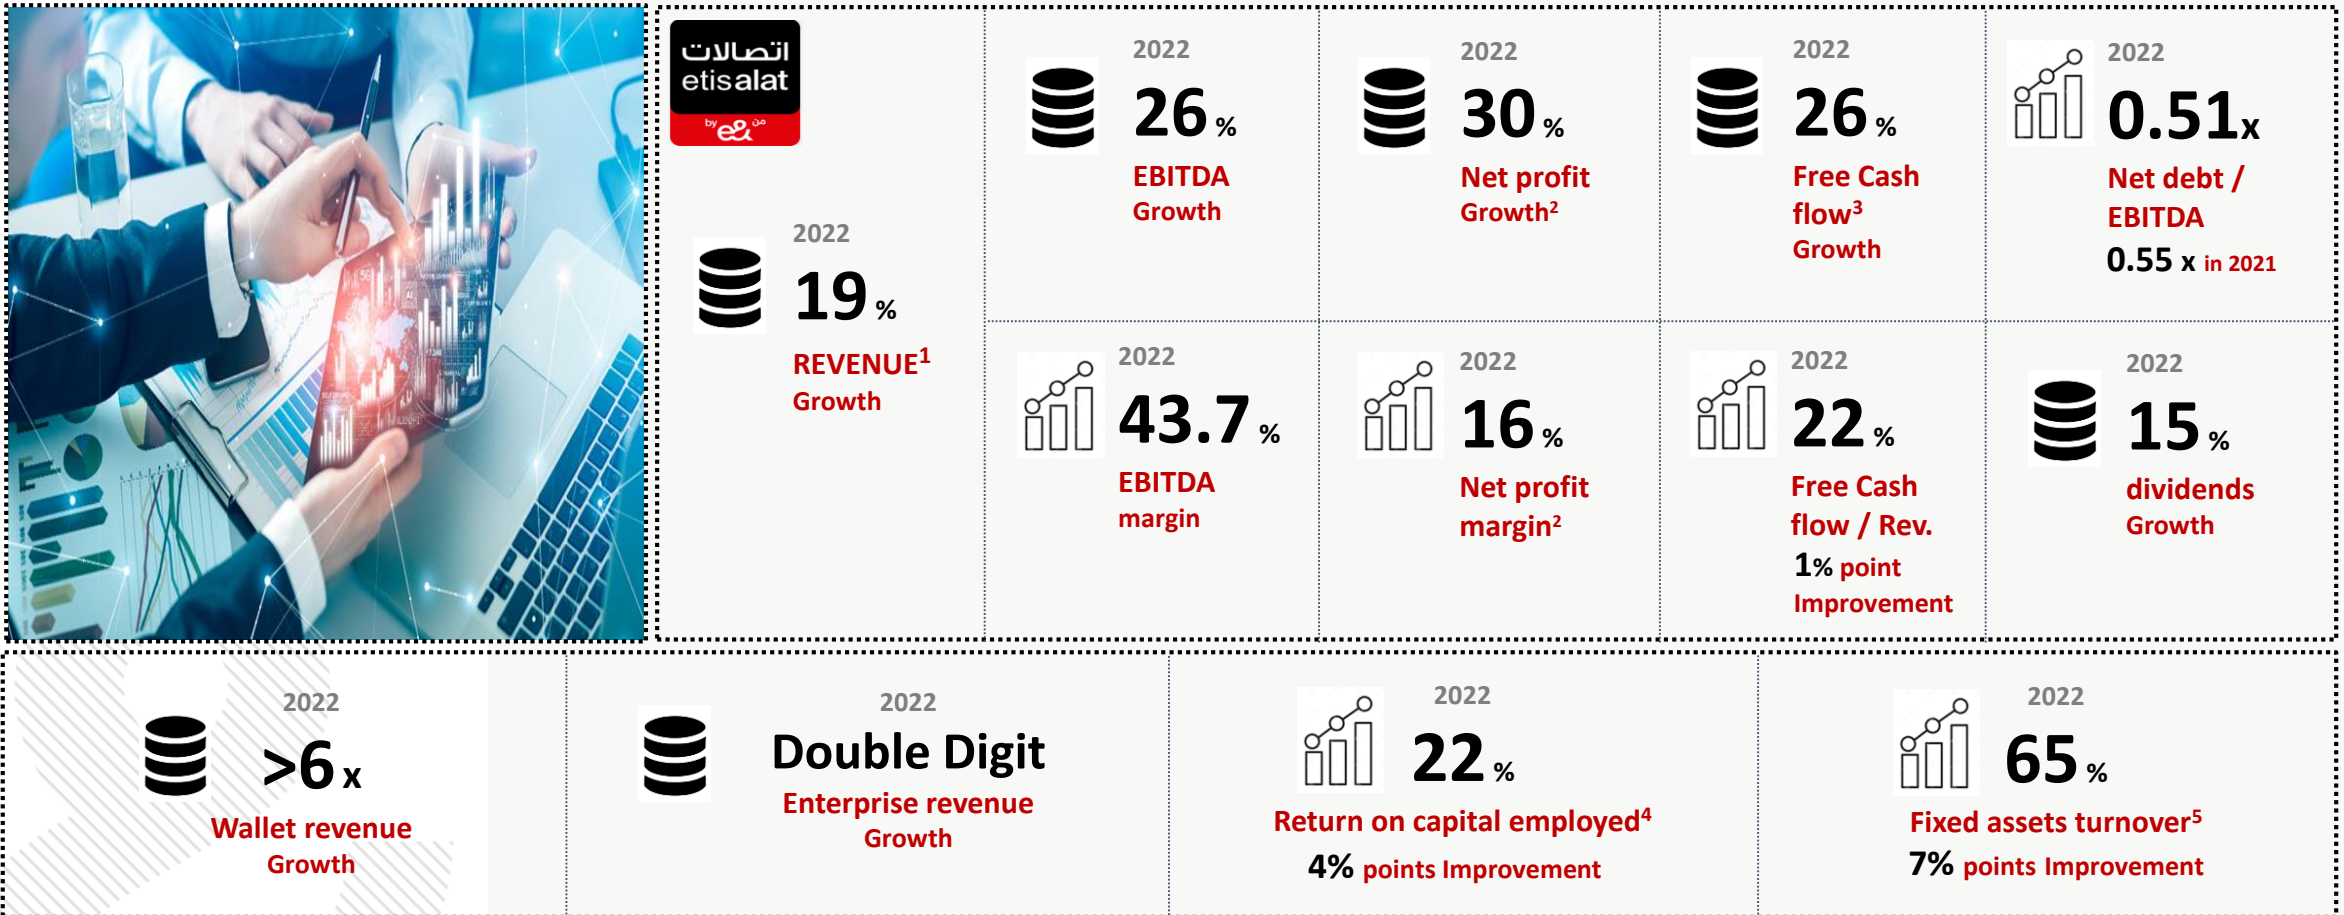 اتصالات
etisalat
by e& من
2022
19 %
REVENUE¹
Growth
2022
26 %
EBITDA
Growth
2022
30 %
Net profit
Growth²
2022
26 %
Free Cash
flow³
Growth
2022
0.51x
Net debt /
EBITDA
0.55 x in 2021
2022
43.7 %
EBITDA
margin
2022
16 %
Net profit
margin²
2022
22 %
Free Cash
flow / Rev.
1% point
Improvement
2022
15 %
dividends
Growth
2022
>6 x
Wallet revenue
Growth
2022
Double Digit
Enterprise revenue
Growth
2022
22 %
Return on capital employed⁴
4% points Improvement
2022
65 %
Fixed assets turnover⁵
7% points Improvement